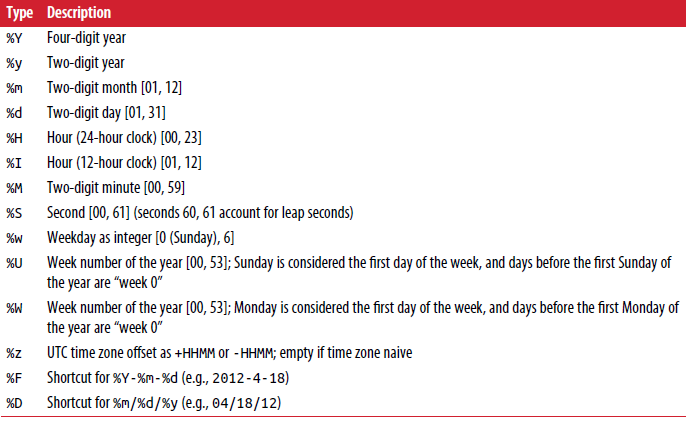 Type Description
%Y Four-digit year
%y Two-digit year
%m Two-digit month [01, 12]
%d Two-digit day [01, 31]
%H Hour (24-hour clock) [00, 23]
%I Hour (12-hour clock) [01, 12]
%M Two-digit minute [00, 59]
%S Second [00, 61] (seconds 60, 61 account for leap seconds)
%w Weekday as integer [0 (Sunday), 6]
%U Week number of the year [00, 53]; Sunday is considered the first day of the week, and days before the first Sunday of
the year are “week 0”
%W Week number of the year [00, 53]; Monday is considered the first day of the week, and days before the first Monday of
the year are “week 0”
%z UTC time zone offset as +HHMM or -HHMM; empty if time zone naive
%F Shortcut for %Y-%m-%d (e.g., 2012-4-18)
%D Shortcut for %m/%d/%y (e.g., 04/18/12)